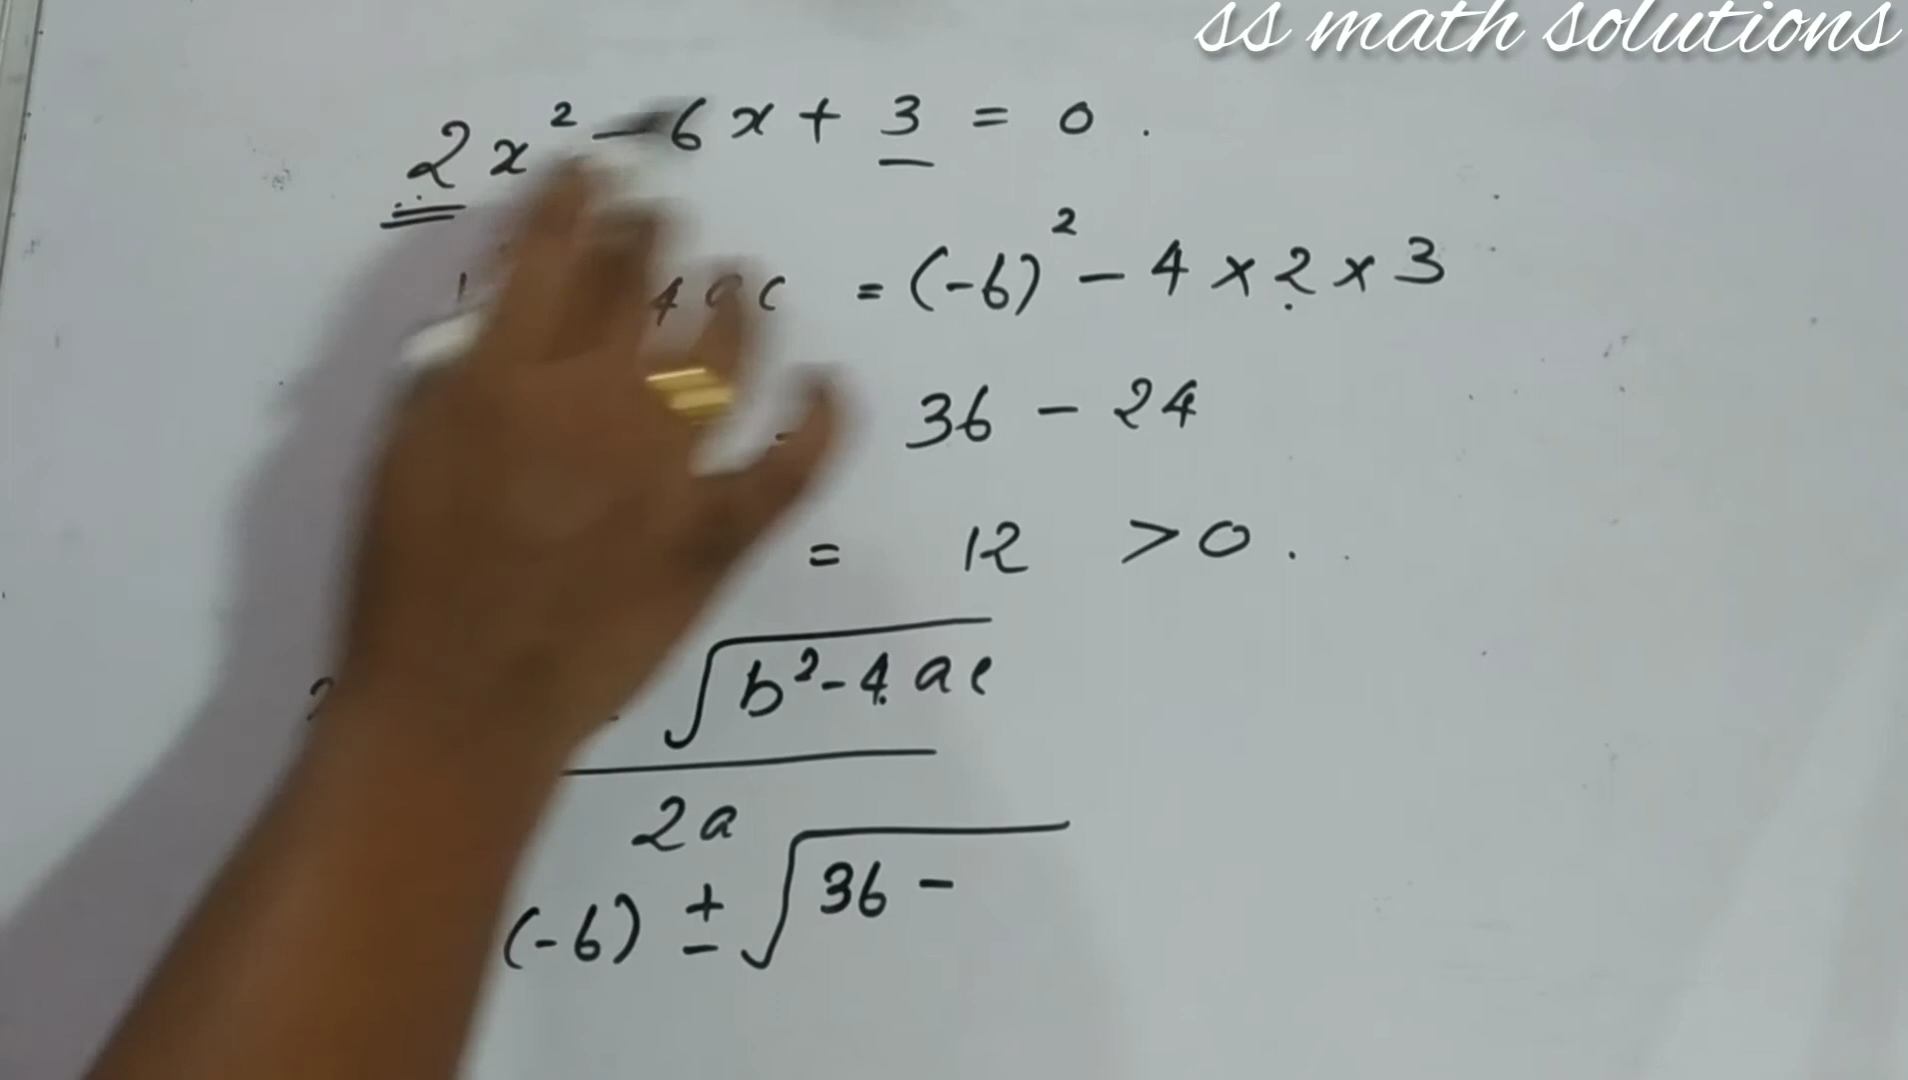 ss math solutions
2x² - 6x + 3 = 0 .
4ac = (-6)² - 4 × 2 × 3
- 36 - 24
= 12 > 0 .
√b²-4ac
2a
(-6) ± √36 -